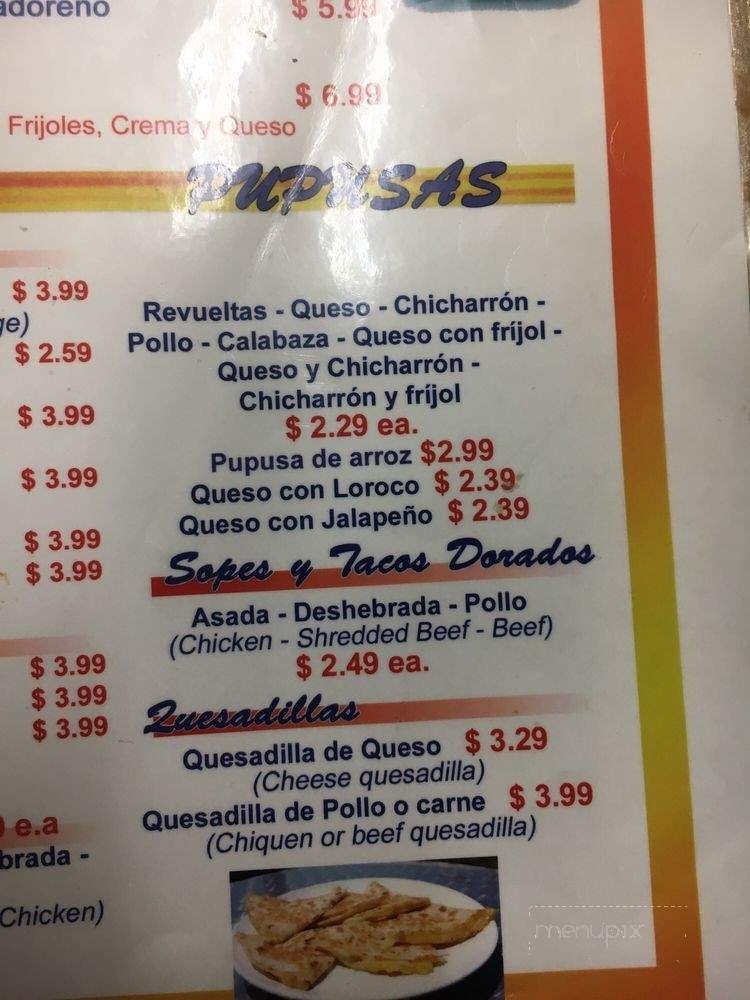 adoreño $ 5.99
$ 6.99
Frijoles, Crema y Queso
PUPUSAS
$ 3.99
ge)
$ 2.59
$ 3.99
$ 3.99
$ 3.99
$ 3.99
$ 3.99
$ 3.99
$ 3.99
e.a
brada -
Chicken)
Revueltas - Queso - Chicharrón -
Pollo - Calabaza - Queso con fríjol -
Queso y Chicharrón -
Chicharrón y fríjol
$ 2.29 ea.
Pupusa de arroz $2.99
Queso con Loroco $ 2.39
Queso con Jalapeño $ 2.39
Sopes y Tacos Dorados
Asada - Deshebrada - Pollo
(Chicken - Shredded Beef - Beef)
$ 2.49 ea.
Quesadillas
Quesadilla de Queso $ 3.29
(Cheese quesadilla)
Quesadilla de Pollo o carne $ 3.99
(Chiquen or beef quesadilla)
menupix